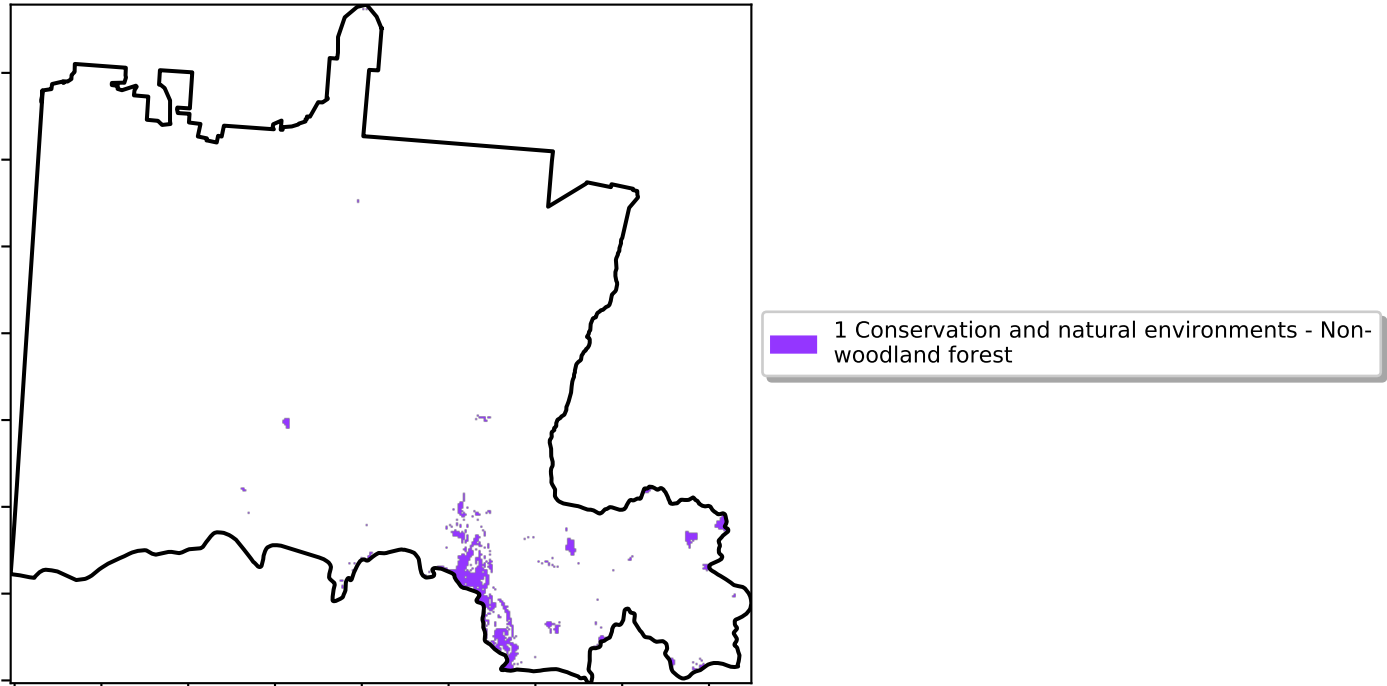 1 Conservation and natural environments - Non-
woodland forest